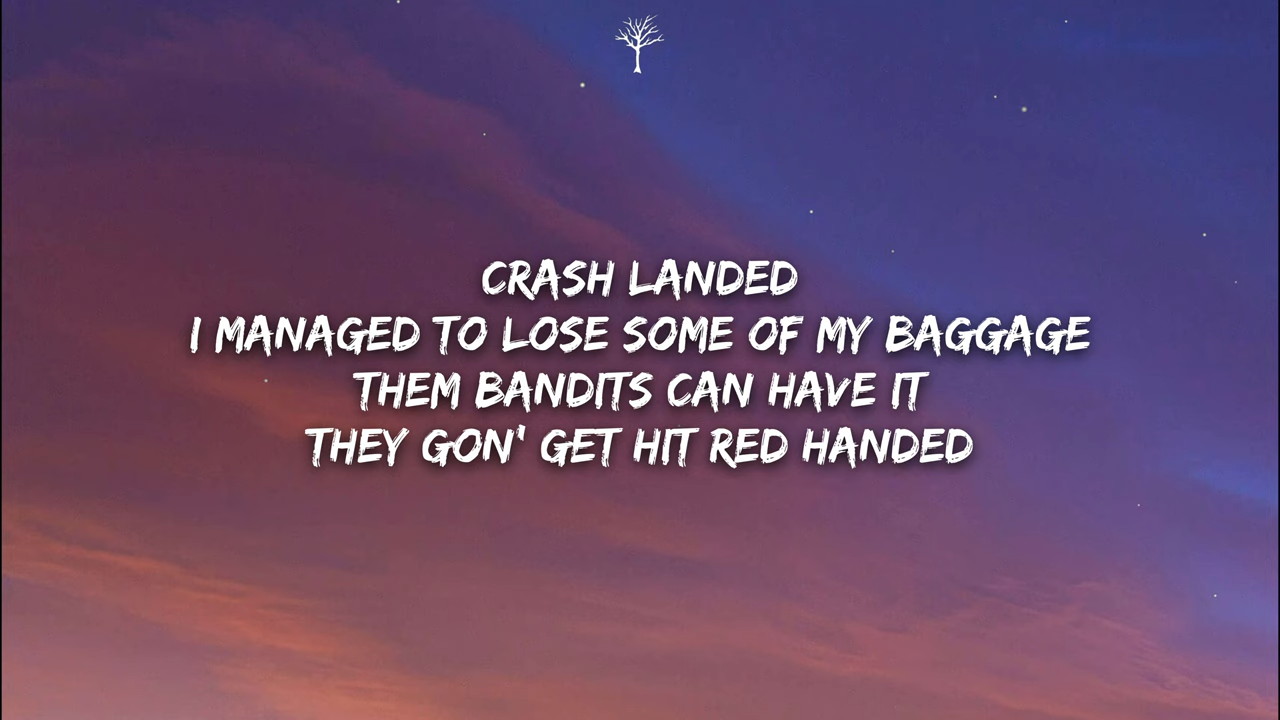 CRASH LANDED
I MANAGED TO LOSE SOME OF MY BAGGAGE
THEM BANDITS CAN HAVE IT
THEY GON' GET HIT RED HANDED